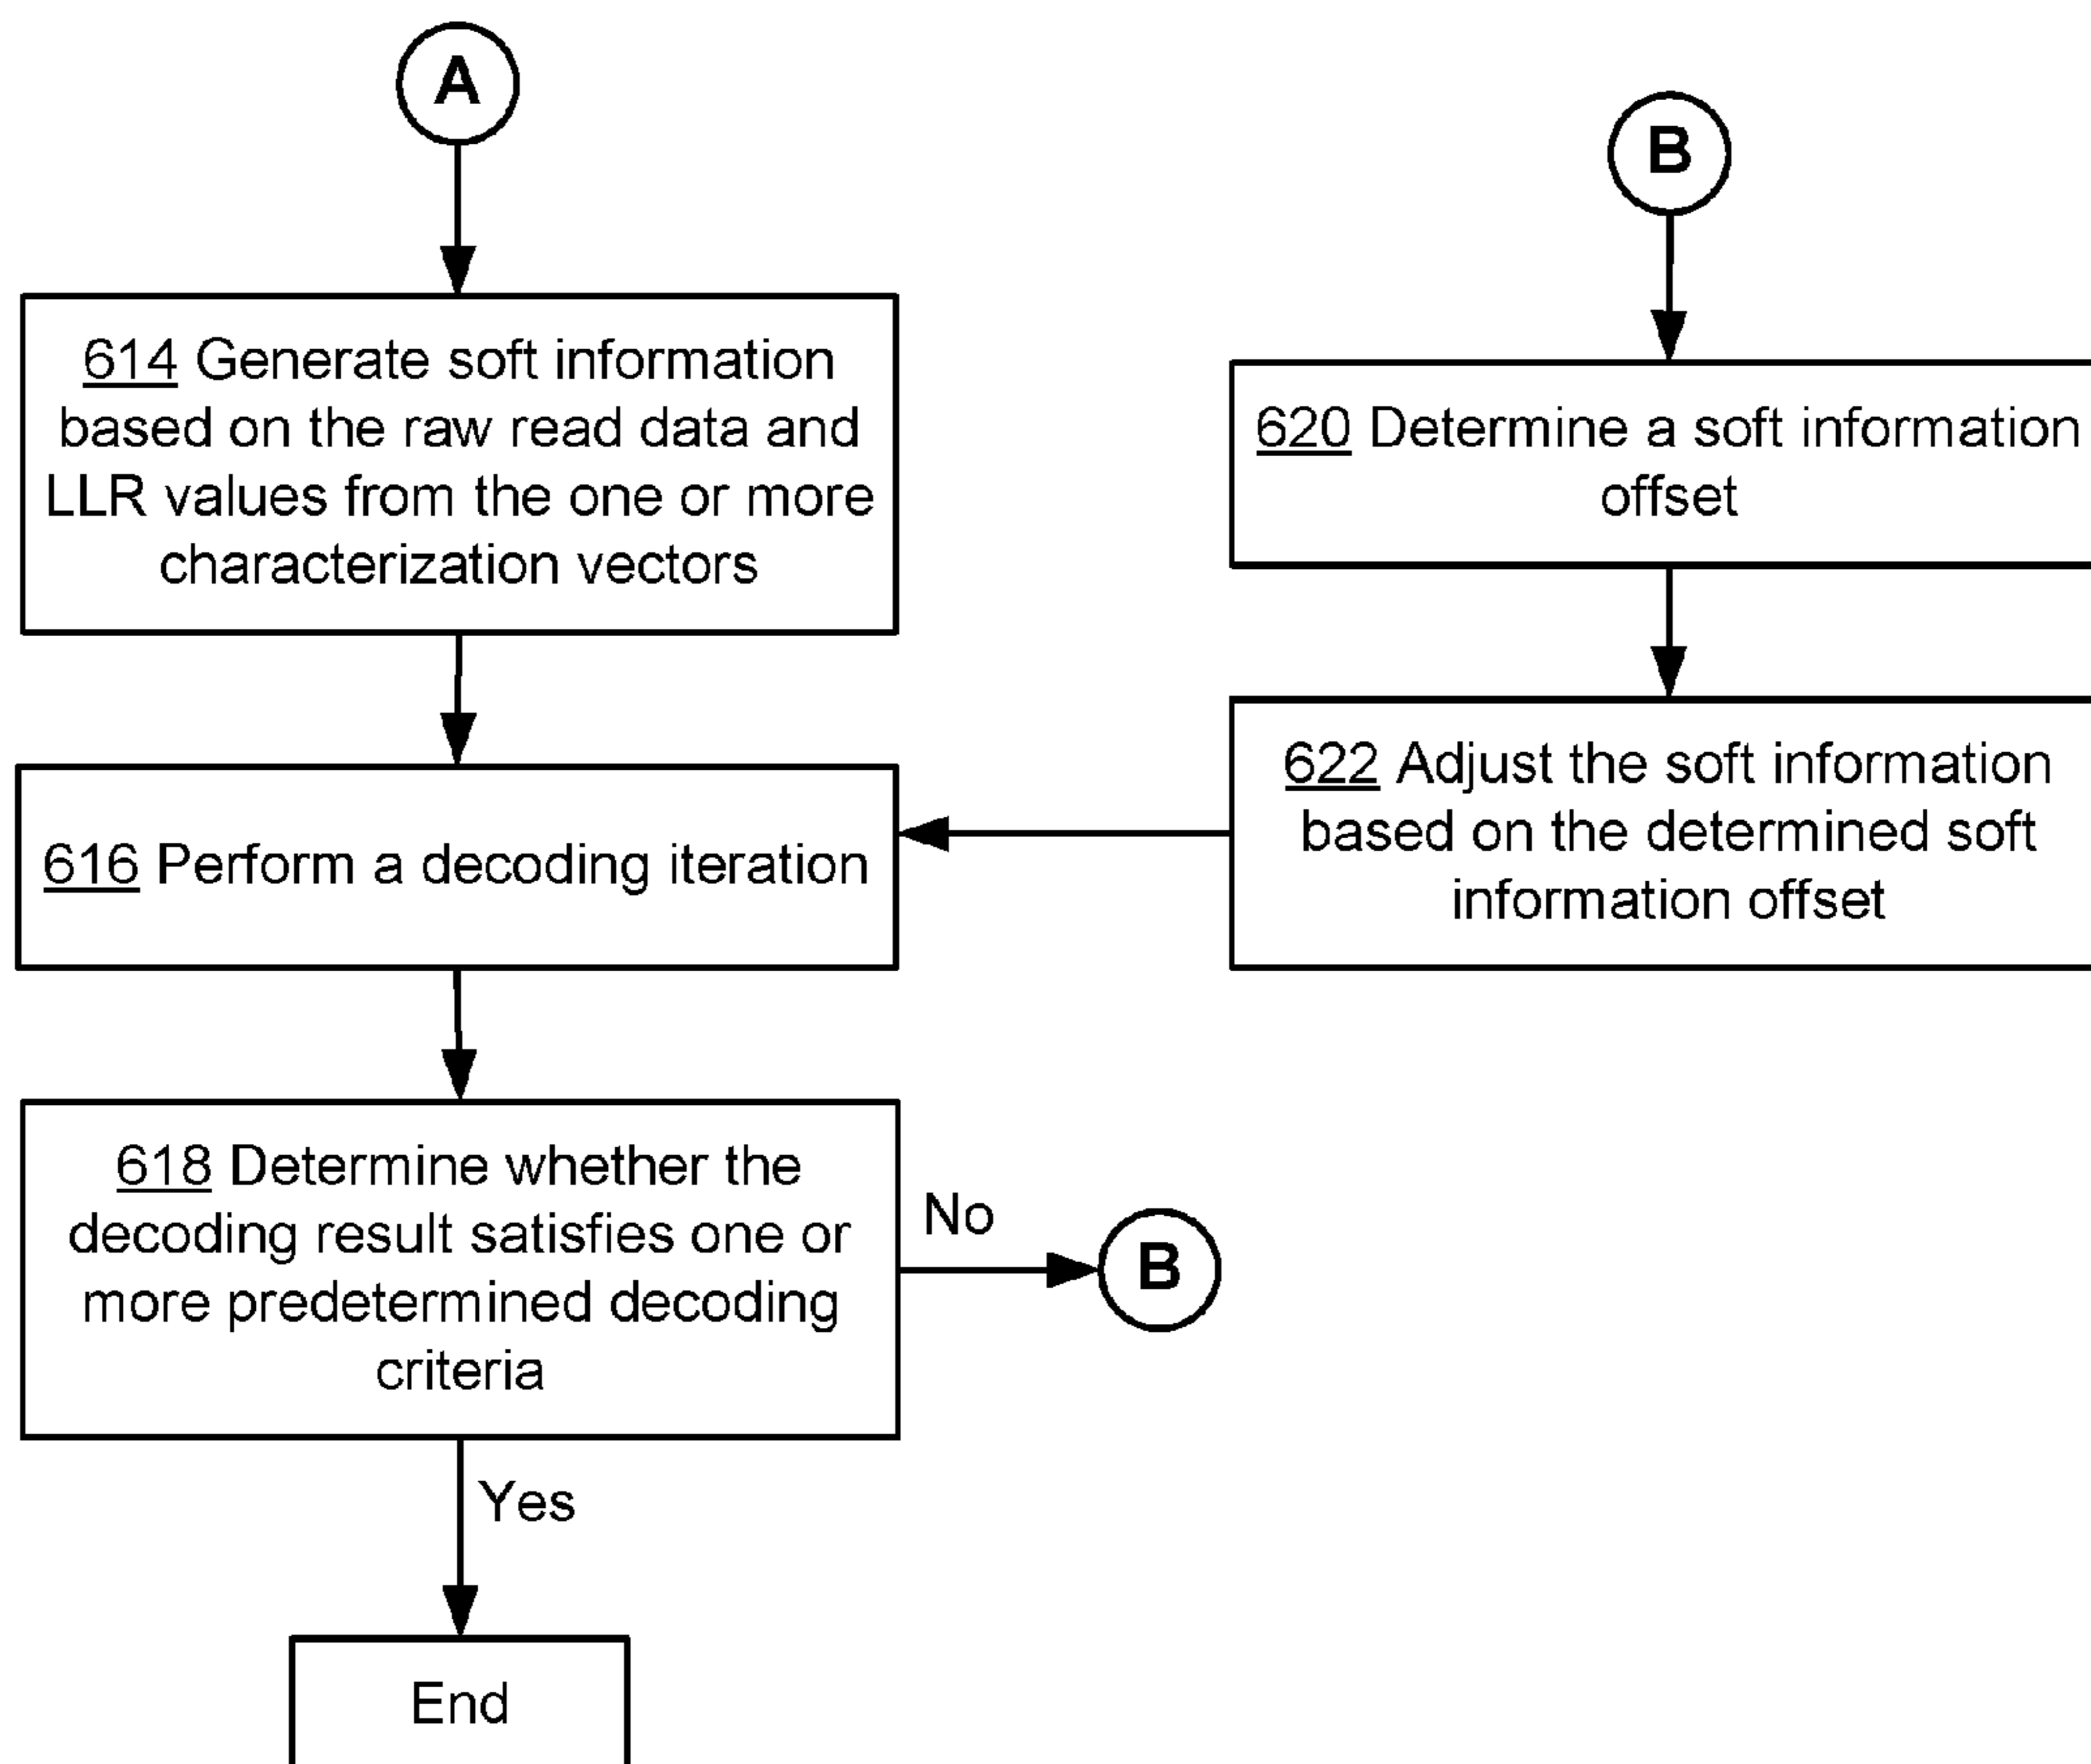 A
614 Generate soft information
based on the raw read data and
LLR values from the one or more
characterization vectors
616 Perform a decoding iteration
618 Determine whether the
decoding result satisfies one or
more predetermined decoding
criteria
No
B
Yes
End
B
620 Determine a soft information
offset
622 Adjust the soft information
based on the determined soft
information offset